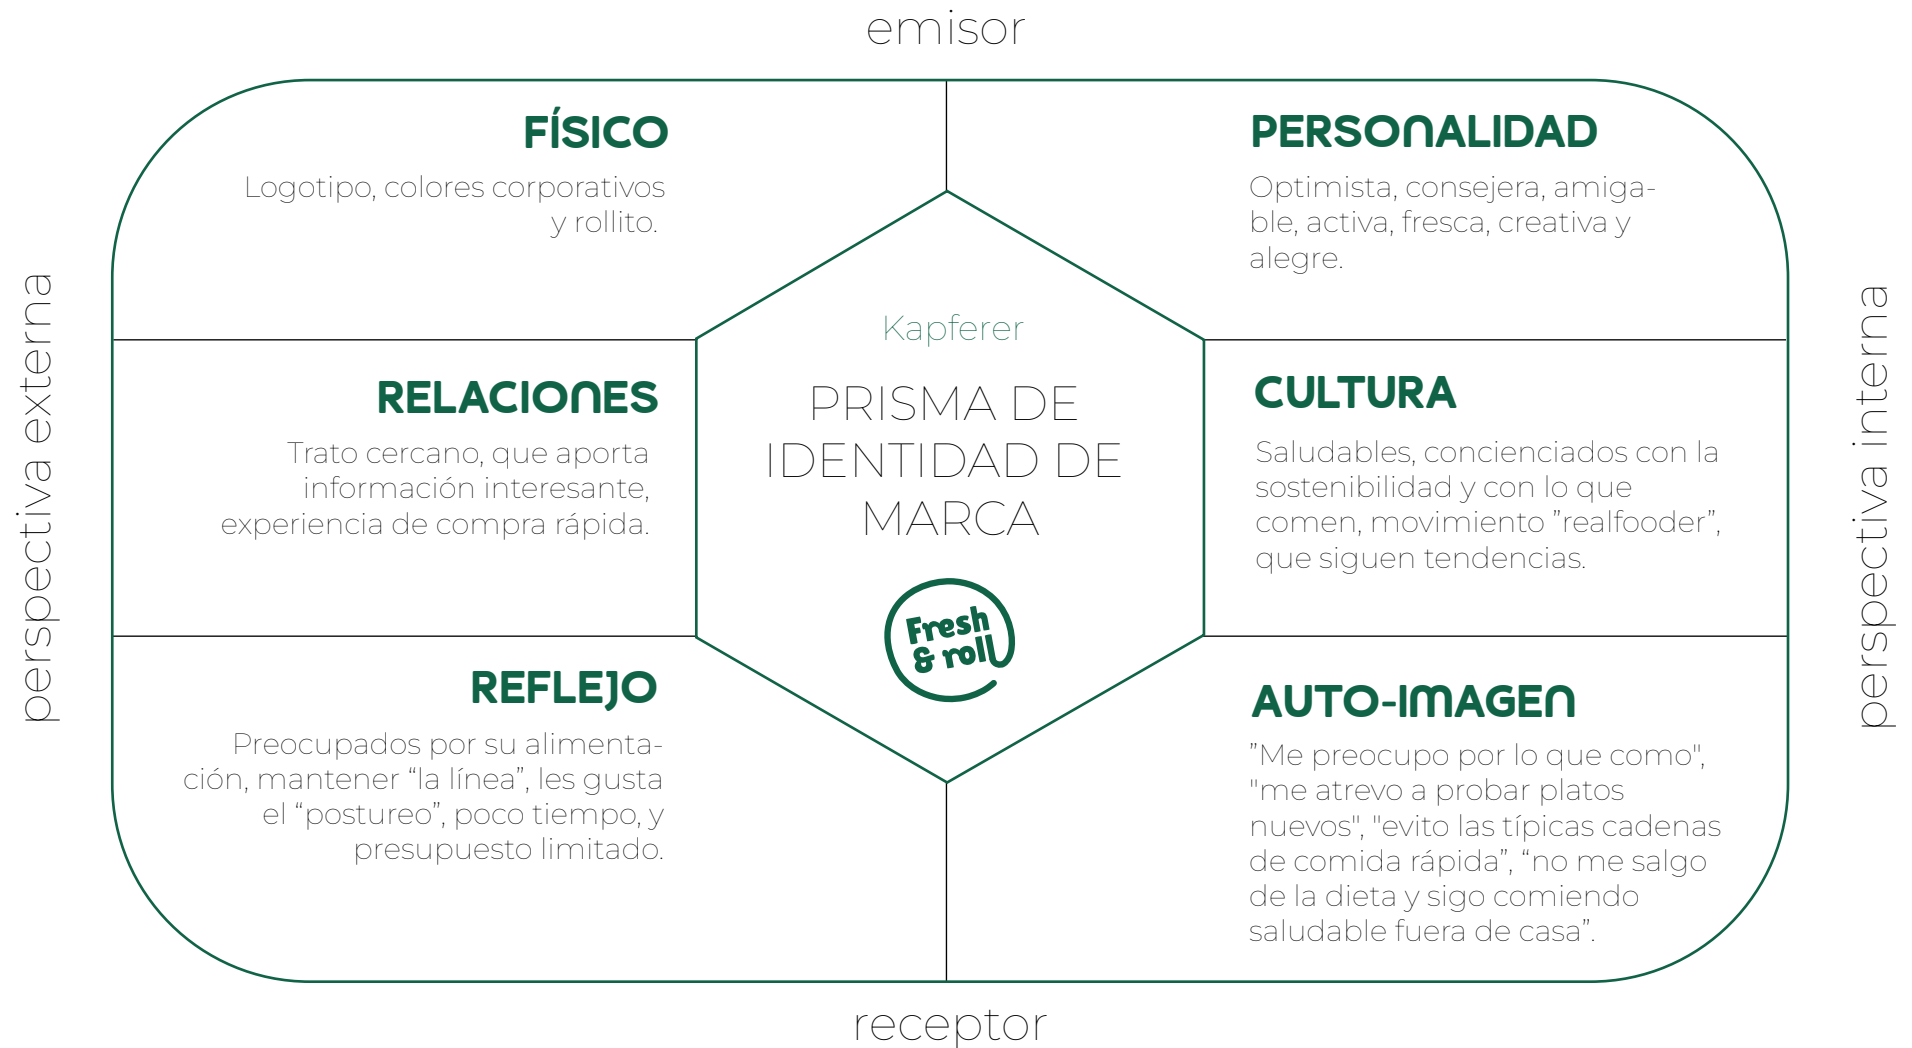 emisor
FÍSICO
Logotipo, colores corporativos
y rollito.
PERSONALIDAD
Optimista, consejera, amiga-
ble, activa, fresca, creativa y
alegre.
perspectiva externa
RELACIONES
Trato cercano, que aporta
información interesante,
experiencia de compra rápida.
Kapferer
PRISMA DE
IDENTIDAD DE
MARCA
Fresh
& roll
CULTURA
Saludables, concienciados con la
sostenibilidad y con lo que
comen, movimiento ”realfooder”,
que siguen tendencias.
perspectiva interna
REFLEJO
Preocupados por su alimenta-
ción, mantener “la línea”, les gusta
el “postureo”, poco tiempo, y
presupuesto limitado.
AUTO-IMAGEN
”Me preocupo por lo que como",
"me atrevo a probar platos
nuevos", "evito las típicas cadenas
de comida rápida”, “no me salgo
de la dieta y sigo comiendo
saludable fuera de casa”.
receptor